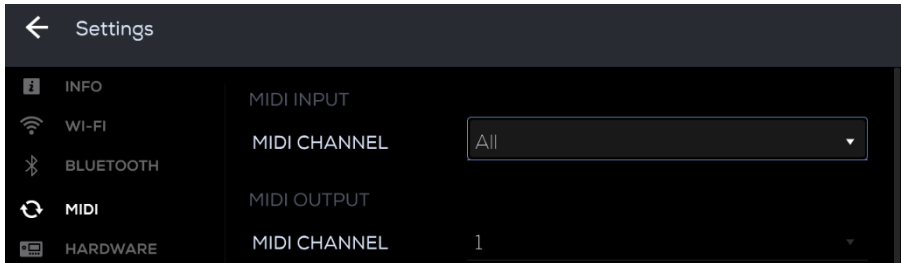 Settings
INFO
WI-FI
BLUETOOTH
MIDI
HARDWARE
MIDI INPUT
MIDI CHANNEL All
MIDI OUTPUT
MIDI CHANNEL 1